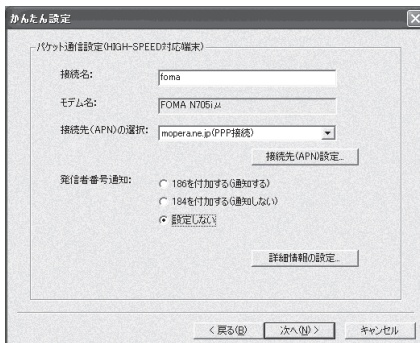 かんたん設定
パケット通信設定(HIGH-SPEED対応端末)
接続名: foma
モデム名: FOMA N705iμ
接続先(APN)の選択: mopera.ne.jp(PPP接続)
接続先(APN)設定...
発信者番号通知: 186を付加する(通知する)
184を付加する(通知しない)
設定しない
詳細情報の設定...
< 戻る(B) 次へ(N) > キャンセル